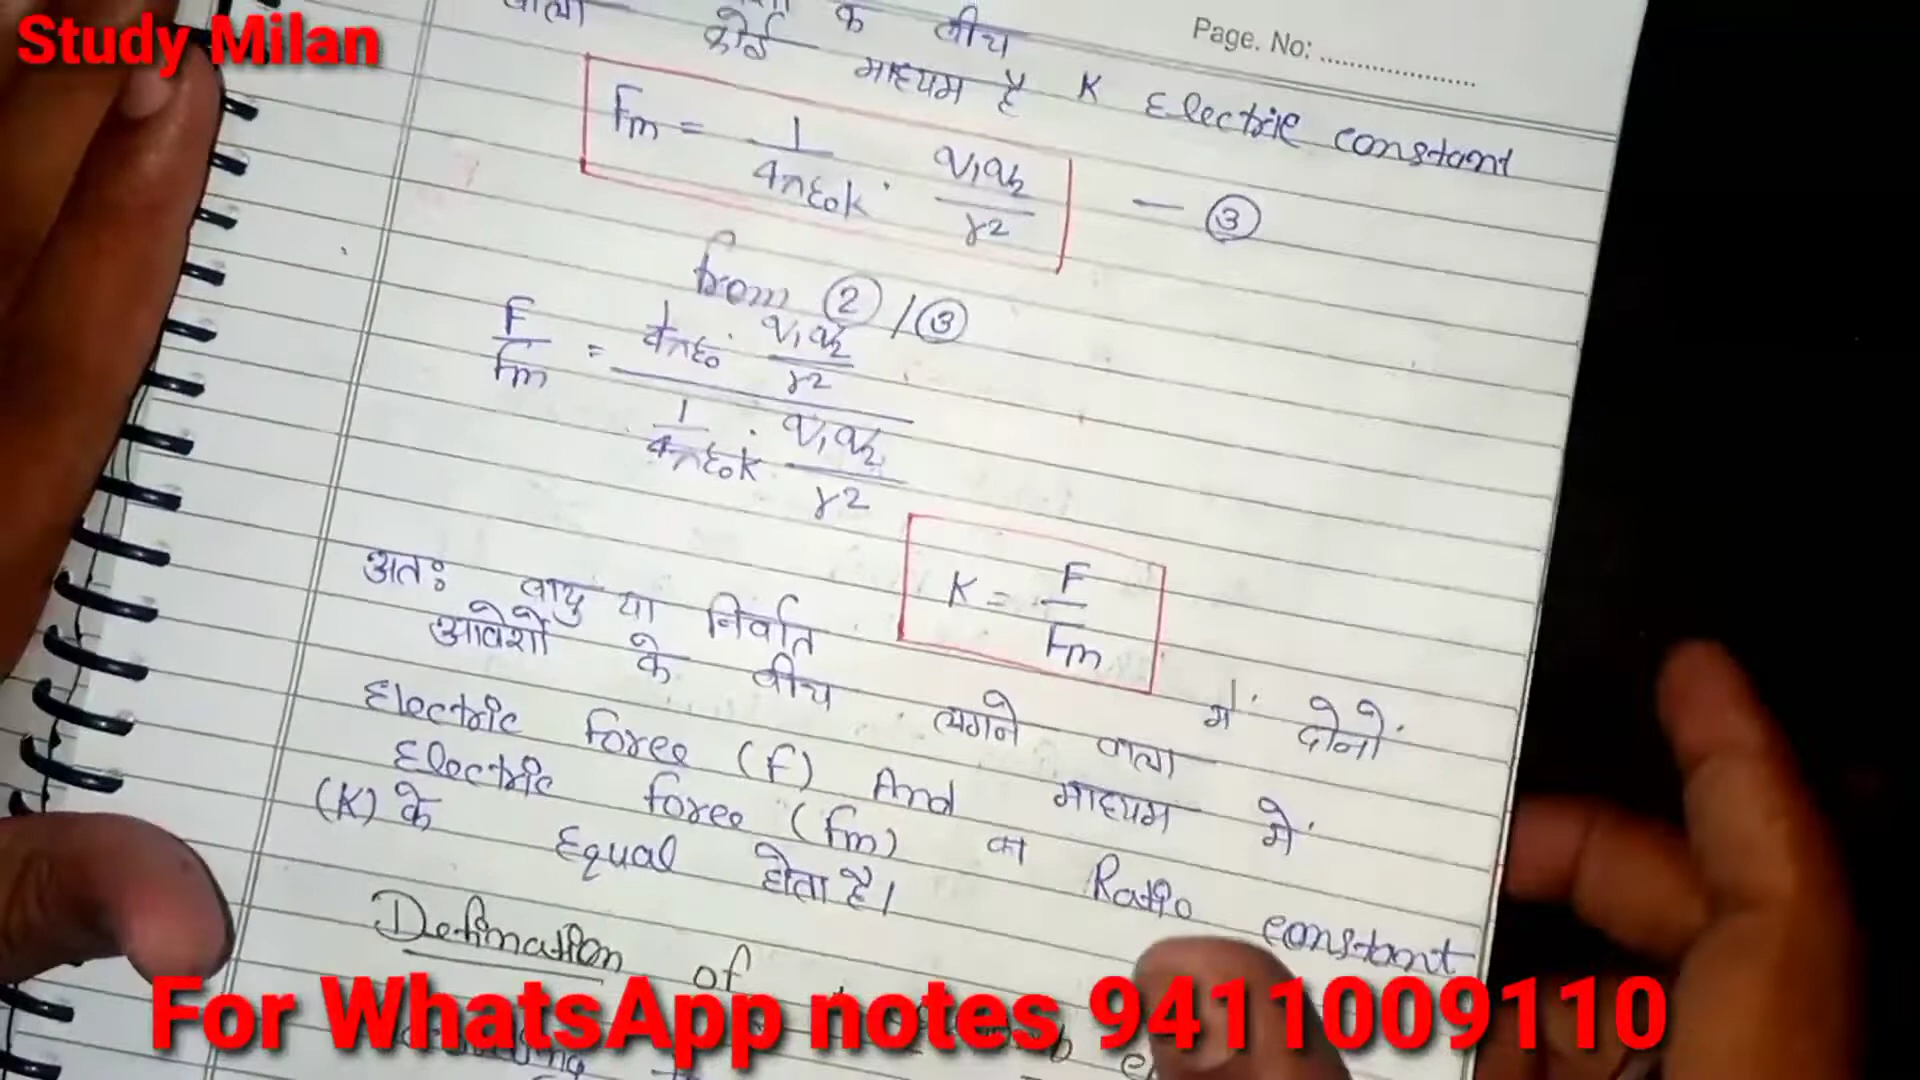 Study Milan
Page. No:
के बीच
कोई माध्यम है K Electric constant
Fm = 1/4πε₀k · q₁q₂/r² — ③
from ② / ③
F/Fm = (1/4πε₀ · q₁q₂/r²) / (1/4πε₀k · q₁q₂/r²)
K = F/Fm
अतः वायु या निर्वात में दोनों
आवेशों के बीच लगने वाला
Electric force (F) And माध्यम में
Electric force (Fm) का Ratio constant
(K) के Equal होता है।
Defination of
For WhatsApp notes 9411009110